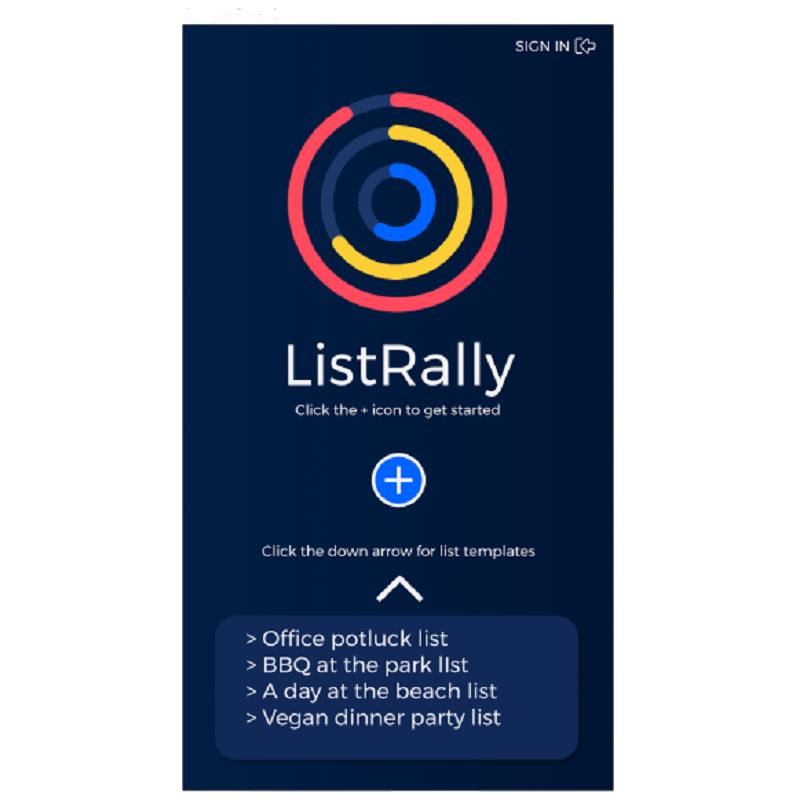 SIGN IN
ListRally
Click the + icon to get started
Click the down arrow for list templates
> Office potluck list
> BBQ at the park lIst
> A day at the beach list
> Vegan dinner party list